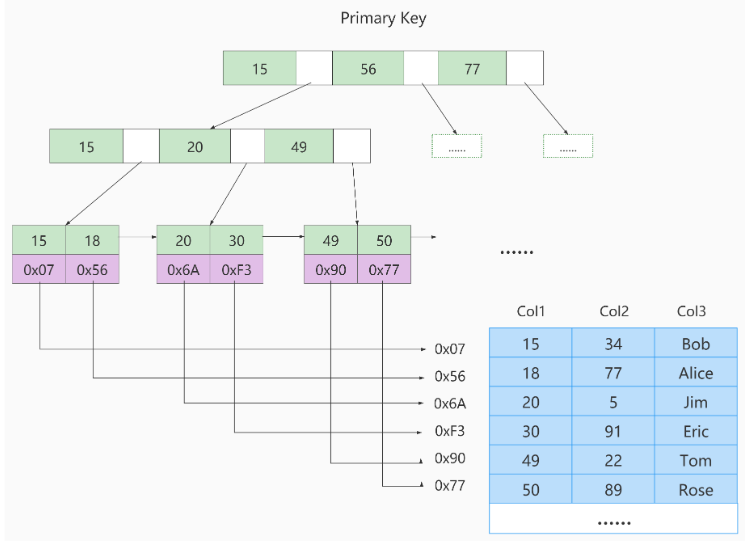 Primary Key
15 56 77
15 20 49
...... ......
15 18 20 30 49 50
0x07 0x56 0x6A 0xF3 0x90 0x77
......
Col1 Col2 Col3
0x07 15 34 Bob
0x56 18 77 Alice
0x6A 20 5 Jim
0xF3 30 91 Eric
0x90 49 22 Tom
0x77 50 89 Rose
......